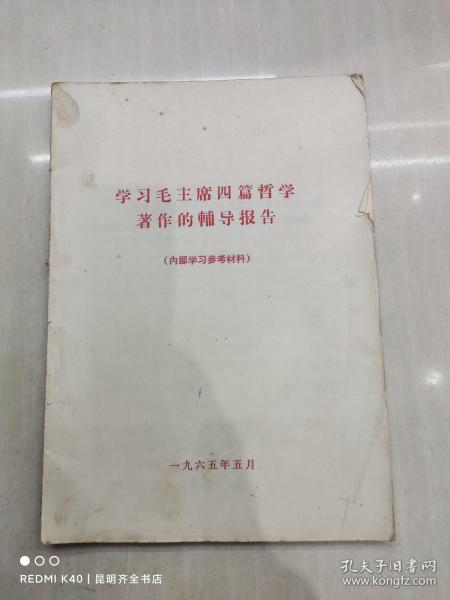 学习毛主席四篇哲学
著作的輔导报告
(内部学习参考材料)
一九六五年五月
REDMI K40 | 昆明齐全书店
孔夫子旧书网
www.kongfz.com